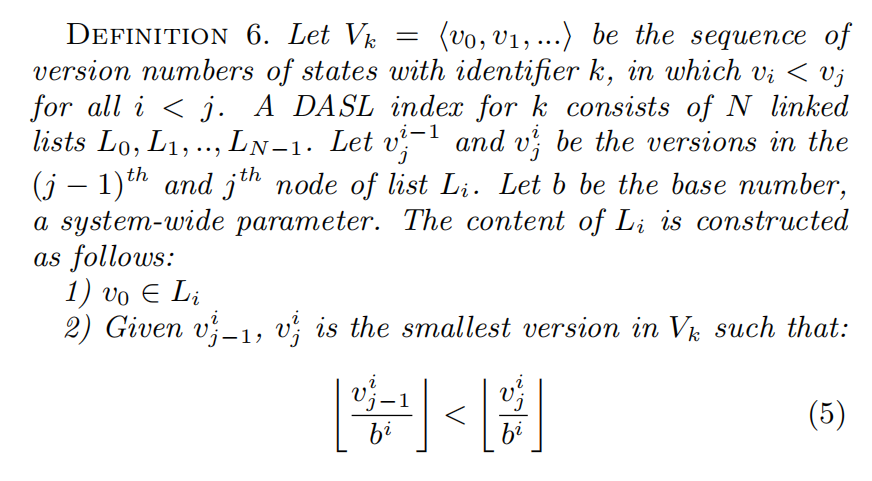 DEFINITION 6. Let $V_k = \langle v_0, v_1, ... \rangle$ be the sequence of
version numbers of states with identifier k, in which $v_i < v_j$
for all $i < j$. A DASL index for k consists of N linked
lists $L_0, L_1, .., L_{N-1}$. Let $v_j^{i-1}$ and $v_j^i$ be the versions in the
$(j-1)^{th}$ and $j^{th}$ node of list $L_i$. Let b be the base number,
a system-wide parameter. The content of $L_i$ is constructed
as follows:
1) $v_0 \in L_i$
2) Given $v_{j-1}^i$, $v_j^i$ is the smallest version in $V_k$ such that:
$\left\lfloor \frac{v_{j-1}^i}{b^i} \right\rfloor < \left\lfloor \frac{v_j^i}{b^i} \right\rfloor$ (5)